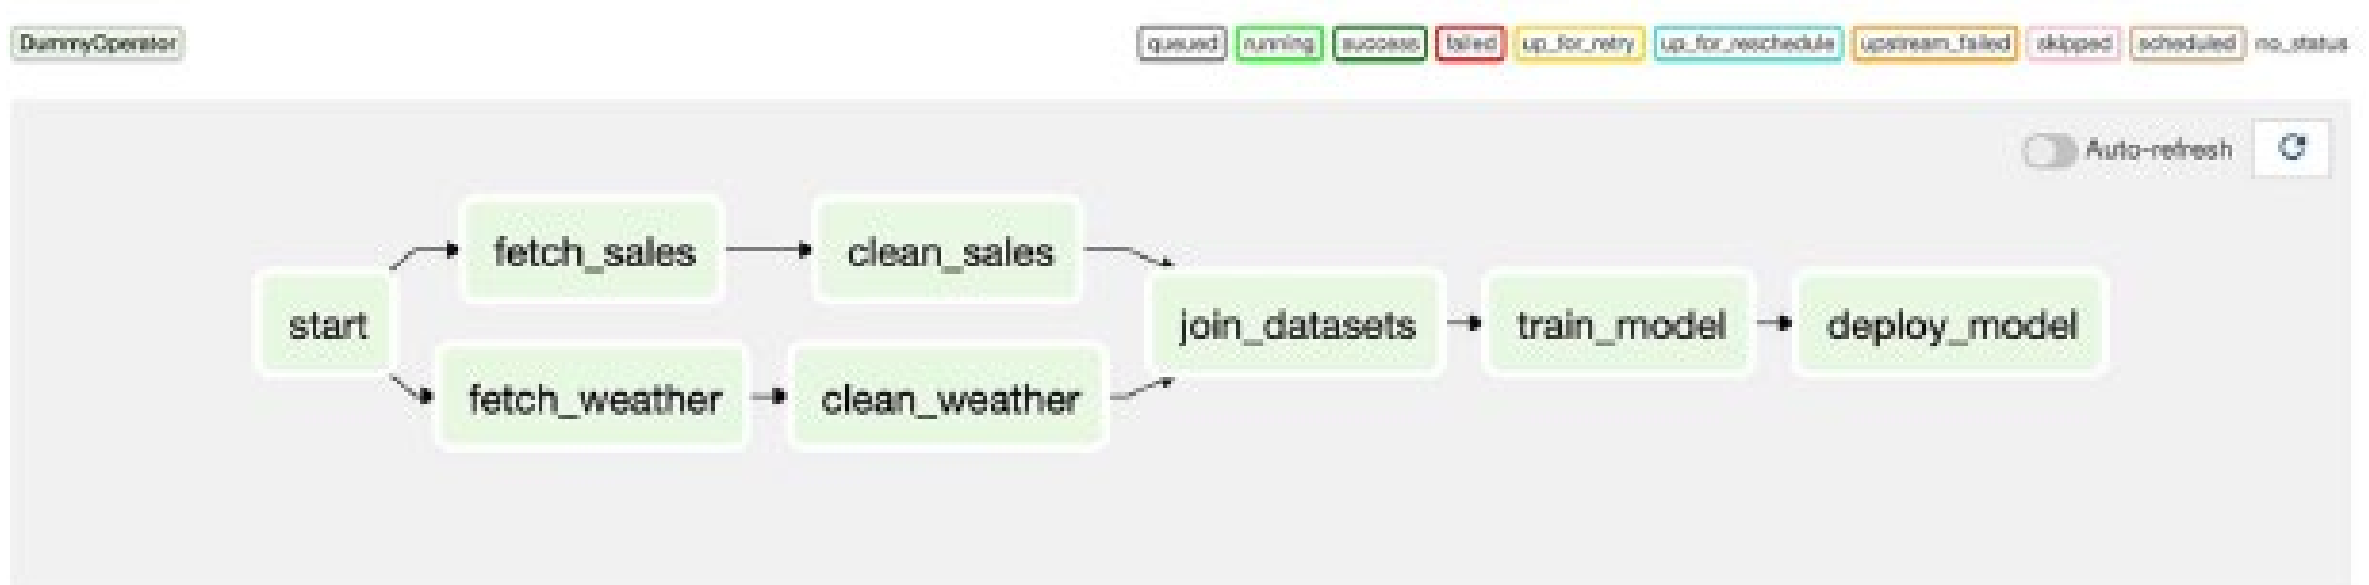 DummyOperator queued running success failed up_for_retry up_for_reschedule upstream_failed skipped scheduled no_status
Auto-refresh
fetch_sales clean_sales
start join_datasets train_model deploy_model
fetch_weather clean_weather